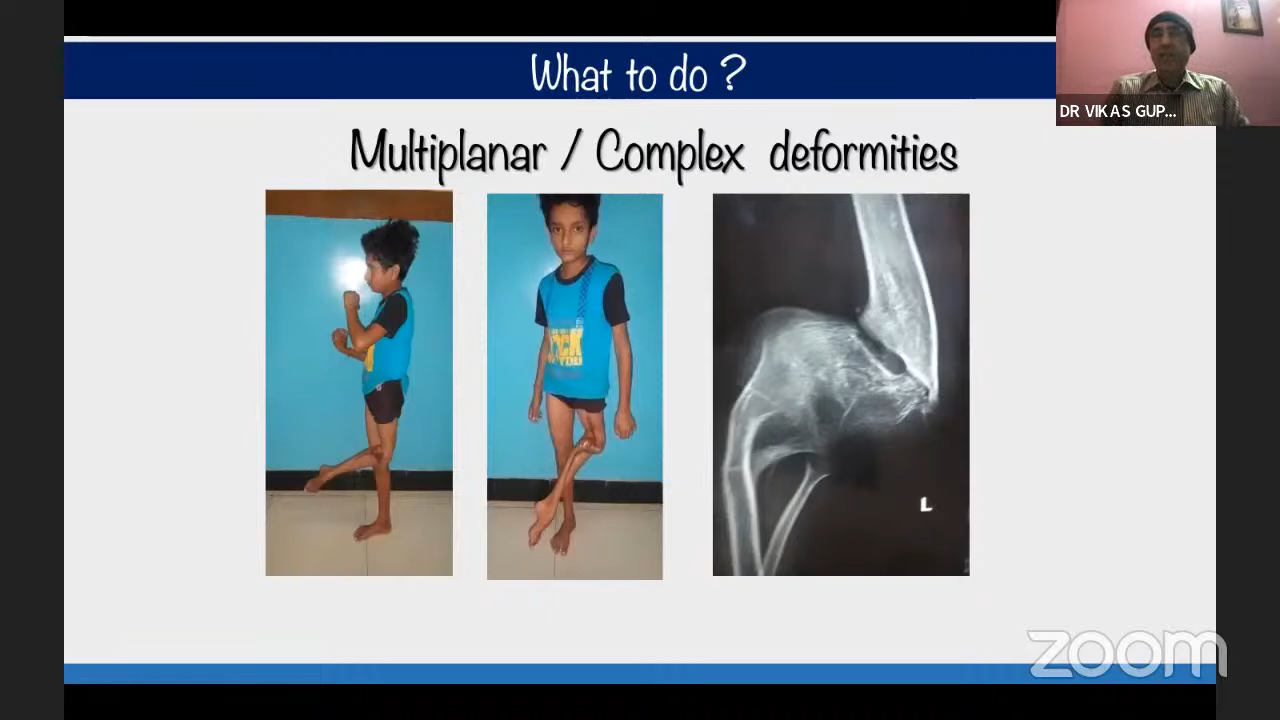 What to do ?
DR VIKAS GUP...
Multiplanar / Complex deformities
L
zoom